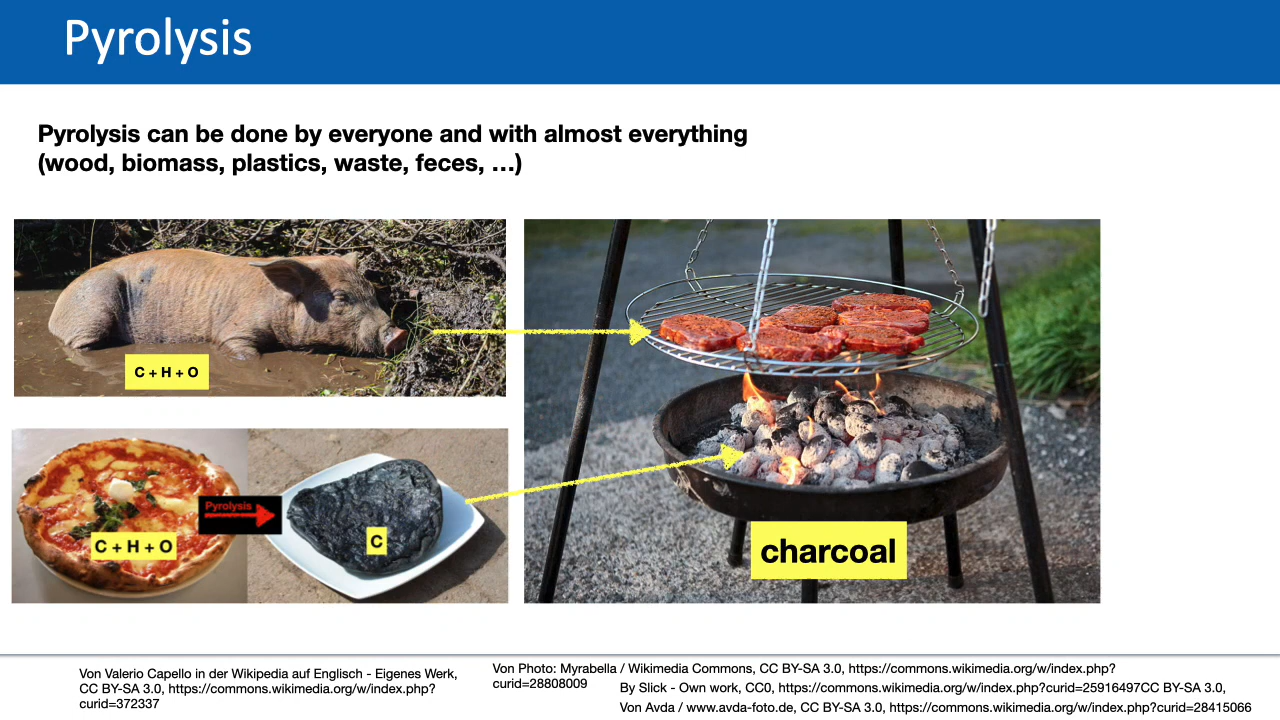 Pyrolysis
Pyrolysis can be done by everyone and with almost everything
(wood, biomass, plastics, waste, feces, …)
C + H + O
Pyrolysis
C + H + O
C
charcoal
Von Valerio Capello in der Wikipedia auf Englisch - Eigenes Werk,
CC BY-SA 3.0, https://commons.wikimedia.org/w/index.php?
curid=372337
Von Photo: Myrabella / Wikimedia Commons, CC BY-SA 3.0, https://commons.wikimedia.org/w/index.php?
curid=28808009
By Slick - Own work, CC0, https://commons.wikimedia.org/w/index.php?curid=25916497CC BY-SA 3.0,
Von Avda / www.avda-foto.de, CC BY-SA 3.0, https://commons.wikimedia.org/w/index.php?curid=28415066